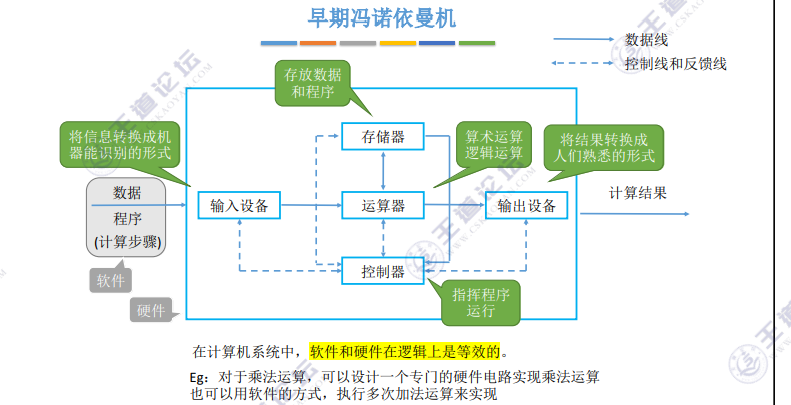 早期冯诺依曼机
数据线
控制线和反馈线
存放数据
和程序
将信息转换成机
器能识别的形式
存储器
算术运算
逻辑运算
将结果转换成
人们熟悉的形式
数据
程序
(计算步骤)
输入设备
运算器
输出设备
计算结果
软件
硬件
控制器
指挥程序
运行
在计算机系统中，软件和硬件在逻辑上是等效的。
Eg：对于乘法运算，可以设计一个专门的硬件电路实现乘法运算
也可以用软件的方式，执行多次加法运算来实现
王道论坛
WWW.CSKAOYAN.COM